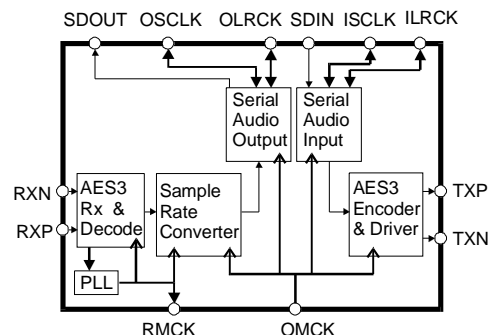 SDOUT OSCLK OLRCK SDIN ISCLK ILRCK
Serial
Audio
Output
Serial
Audio
Input
RXN
RXP
AES3
Rx &
Decode
Sample
Rate
Converter
AES3
Encoder
& Driver
TXP
TXN
PLL
RMCK OMCK